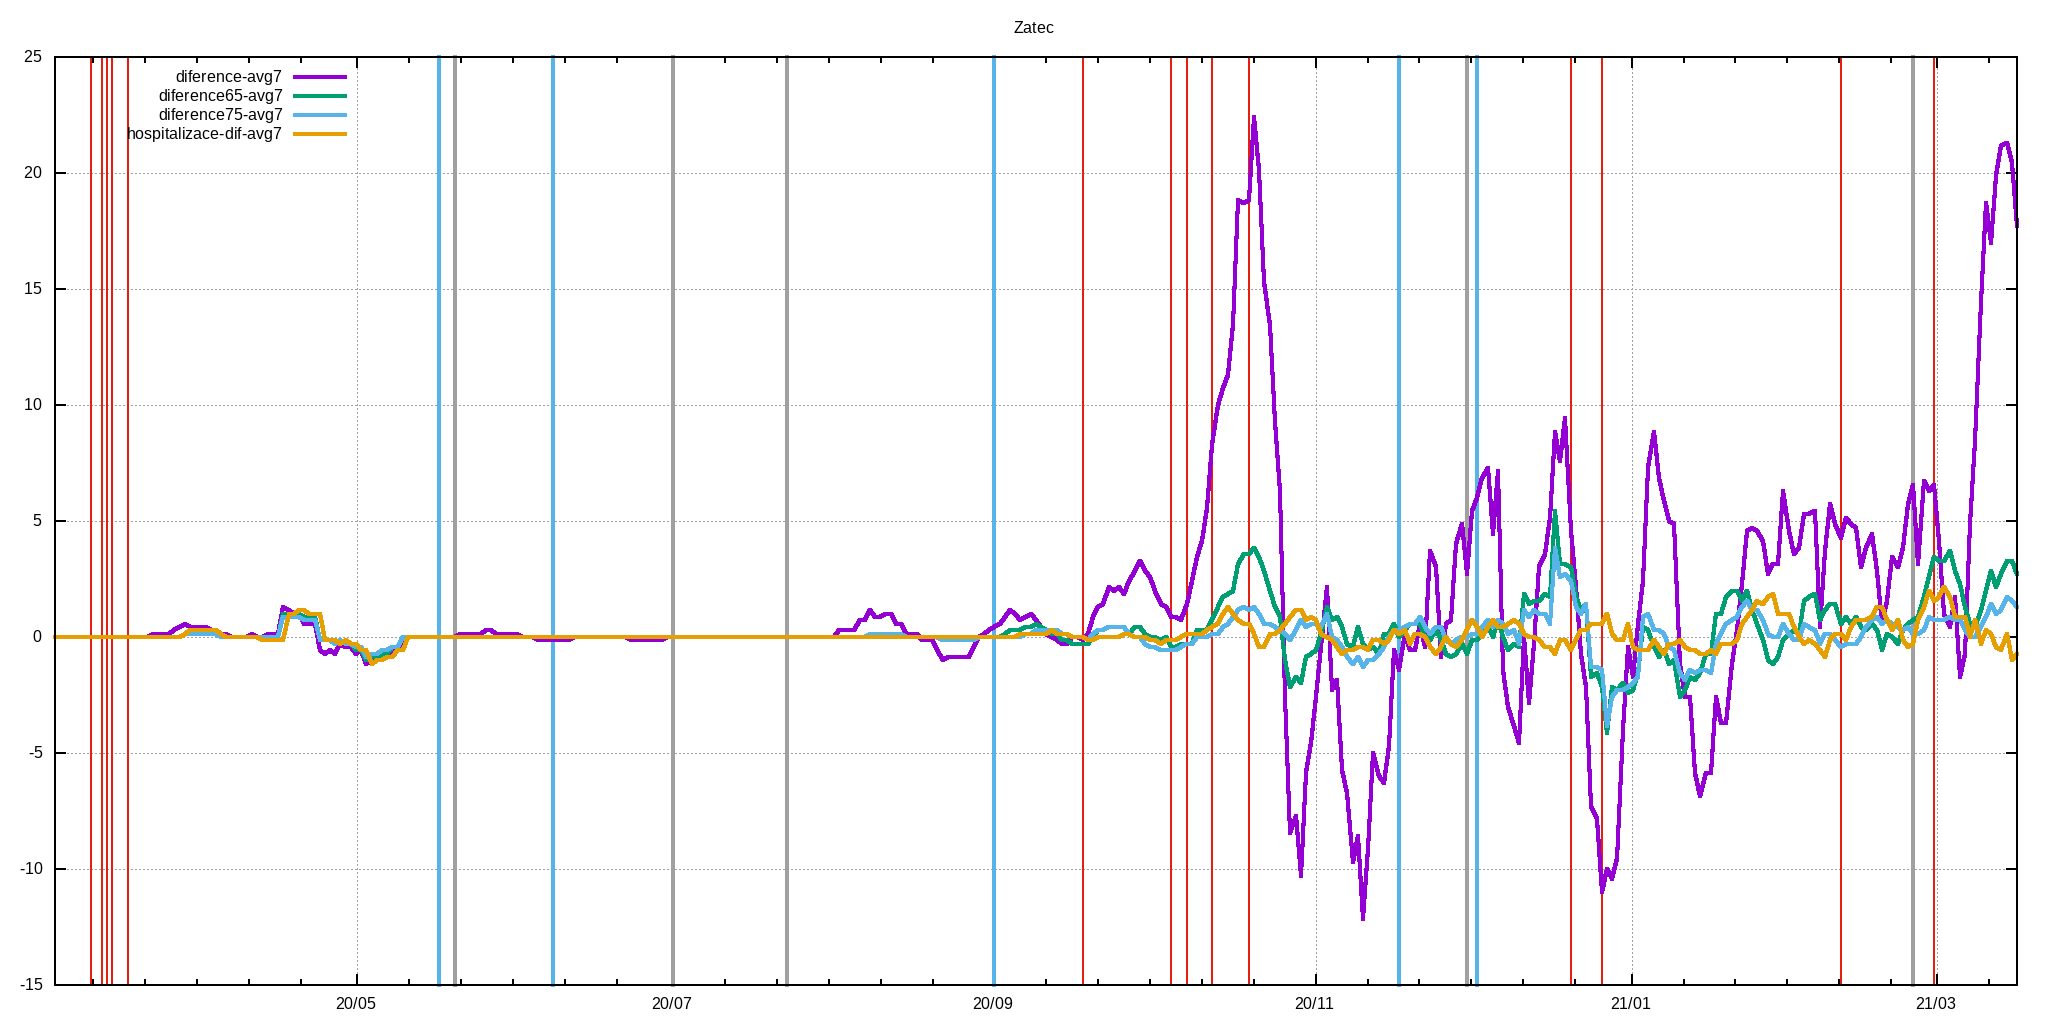 Zatec
25
20
15
10
5
0
-5
-10
-15
diference-avg7
diference65-avg7
diference75-avg7
hospitalizace-dif-avg7
20/05 20/07 20/09 20/11 21/01 21/03